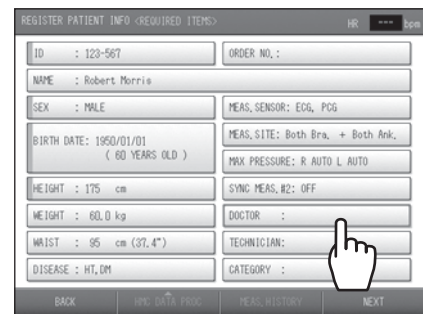 REGISTER PATIENT INFO <REQUIRED ITEMS> HR --- bpm
ID : 123-567
ORDER NO.:
NAME : Robert Morris
SEX : MALE
MEAS.SENSOR: ECG, PCG
BIRTH DATE: 1950/01/01
( 60 YEARS OLD )
MEAS.SITE: Both Bra. + Both Ank.
MAX PRESSURE: R AUTO L AUTO
HEIGHT : 175 cm
SYNC MEAS.#2: OFF
WEIGHT : 60.0 kg
DOCTOR :
WAIST : 95 cm (37.4")
TECHNICIAN:
DISEASE : HT,DM
CATEGORY :
BACK HMC DATA PROC MEAS.HISTORY NEXT